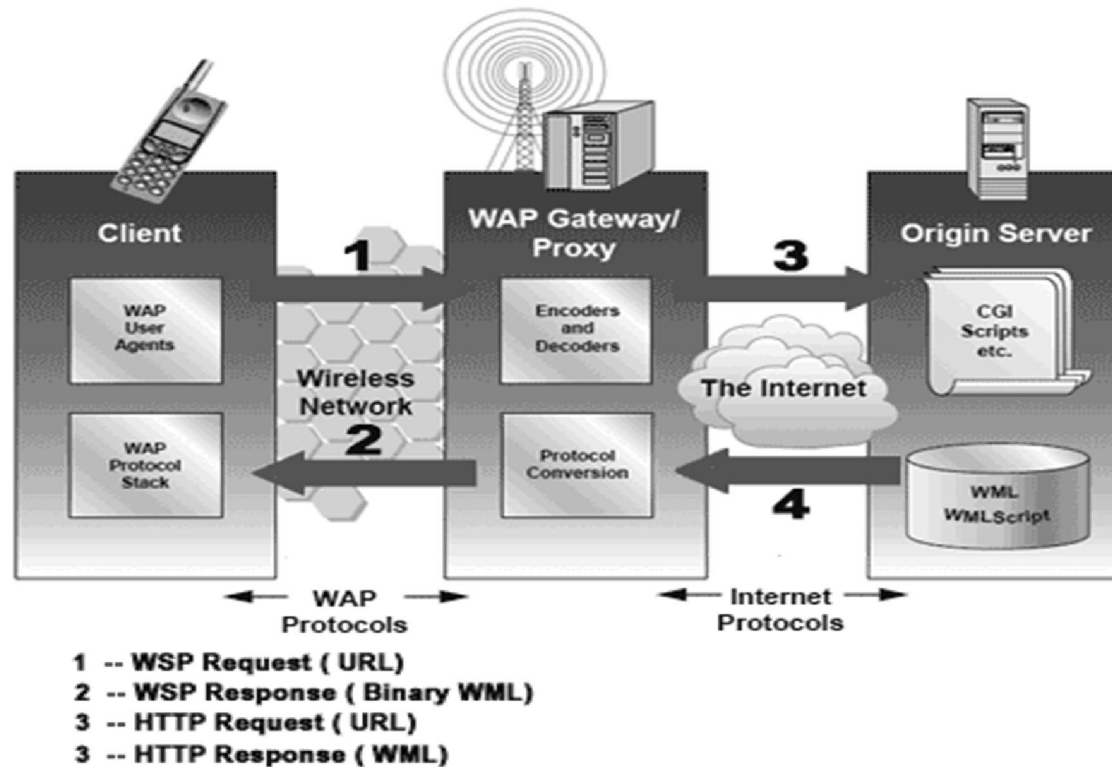 Client
WAP
User
Agents
WAP
Protocol
Stack
1
Wireless
Network
2
WAP Gateway/
Proxy
Encoders
and
Decoders
Protocol
Conversion
3
The Internet
4
Origin Server
CGI
Scripts
etc.
WML
WMLScript
WAP
Protocols
Internet
Protocols
1 -- WSP Request ( URL)
2 -- WSP Response ( Binary WML)
3 -- HTTP Request ( URL)
3 -- HTTP Response ( WML)